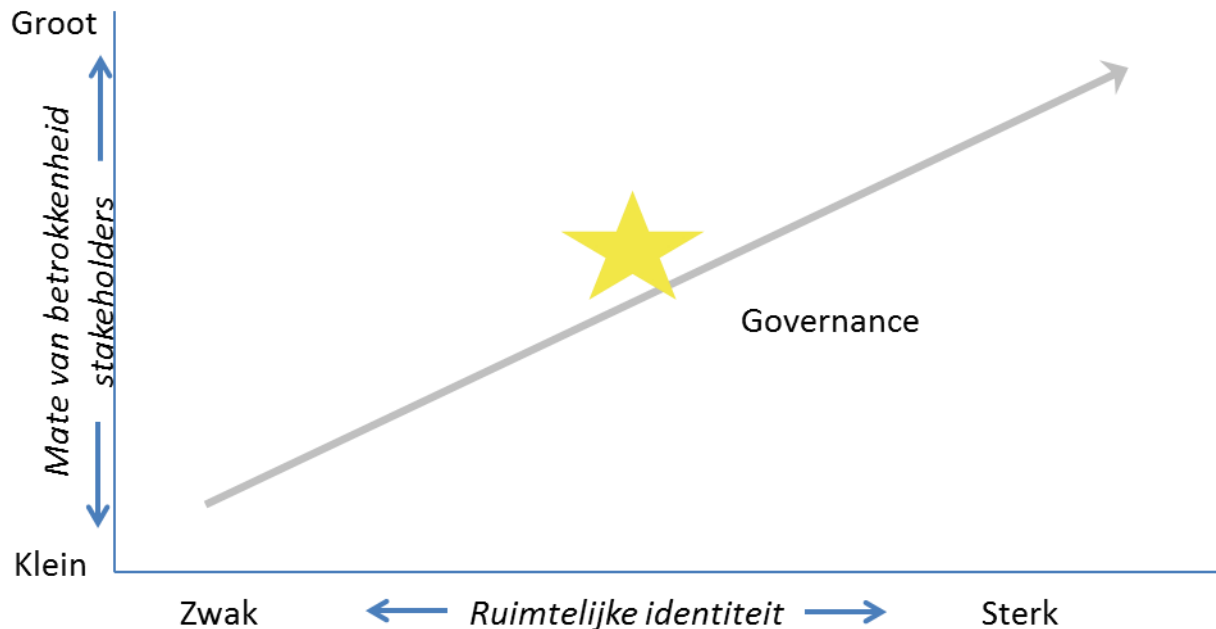 Groot
Mate van betrokkenheid
stakeholders
Governance
Klein
Zwak
Ruimtelijke identiteit
Sterk